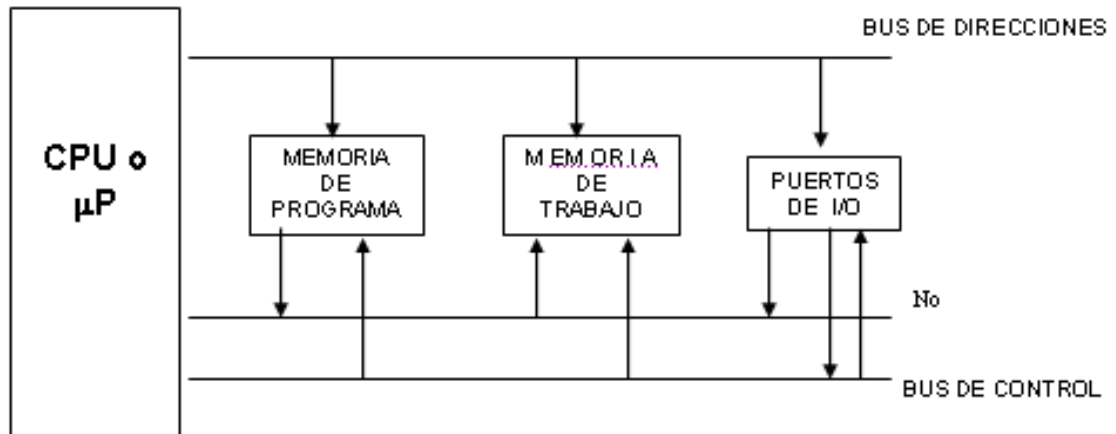 BUS DE DIRECCIONES
CPU o
µP
MEMORIA
DE
PROGRAMA
MEMORIA
DE
TRABAJO
PUERTOS
DE I/O
No
BUS DE CONTROL